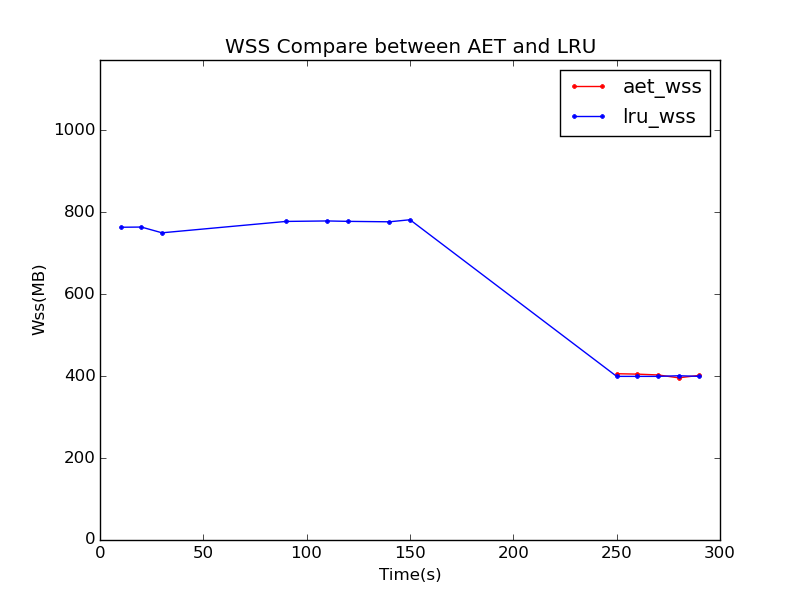 WSS Compare between AET and LRU
aet_wss
lru_wss
1000
800
600
400
200
0
Wss(MB)
0 50 100 150 200 250 300
Time(s)